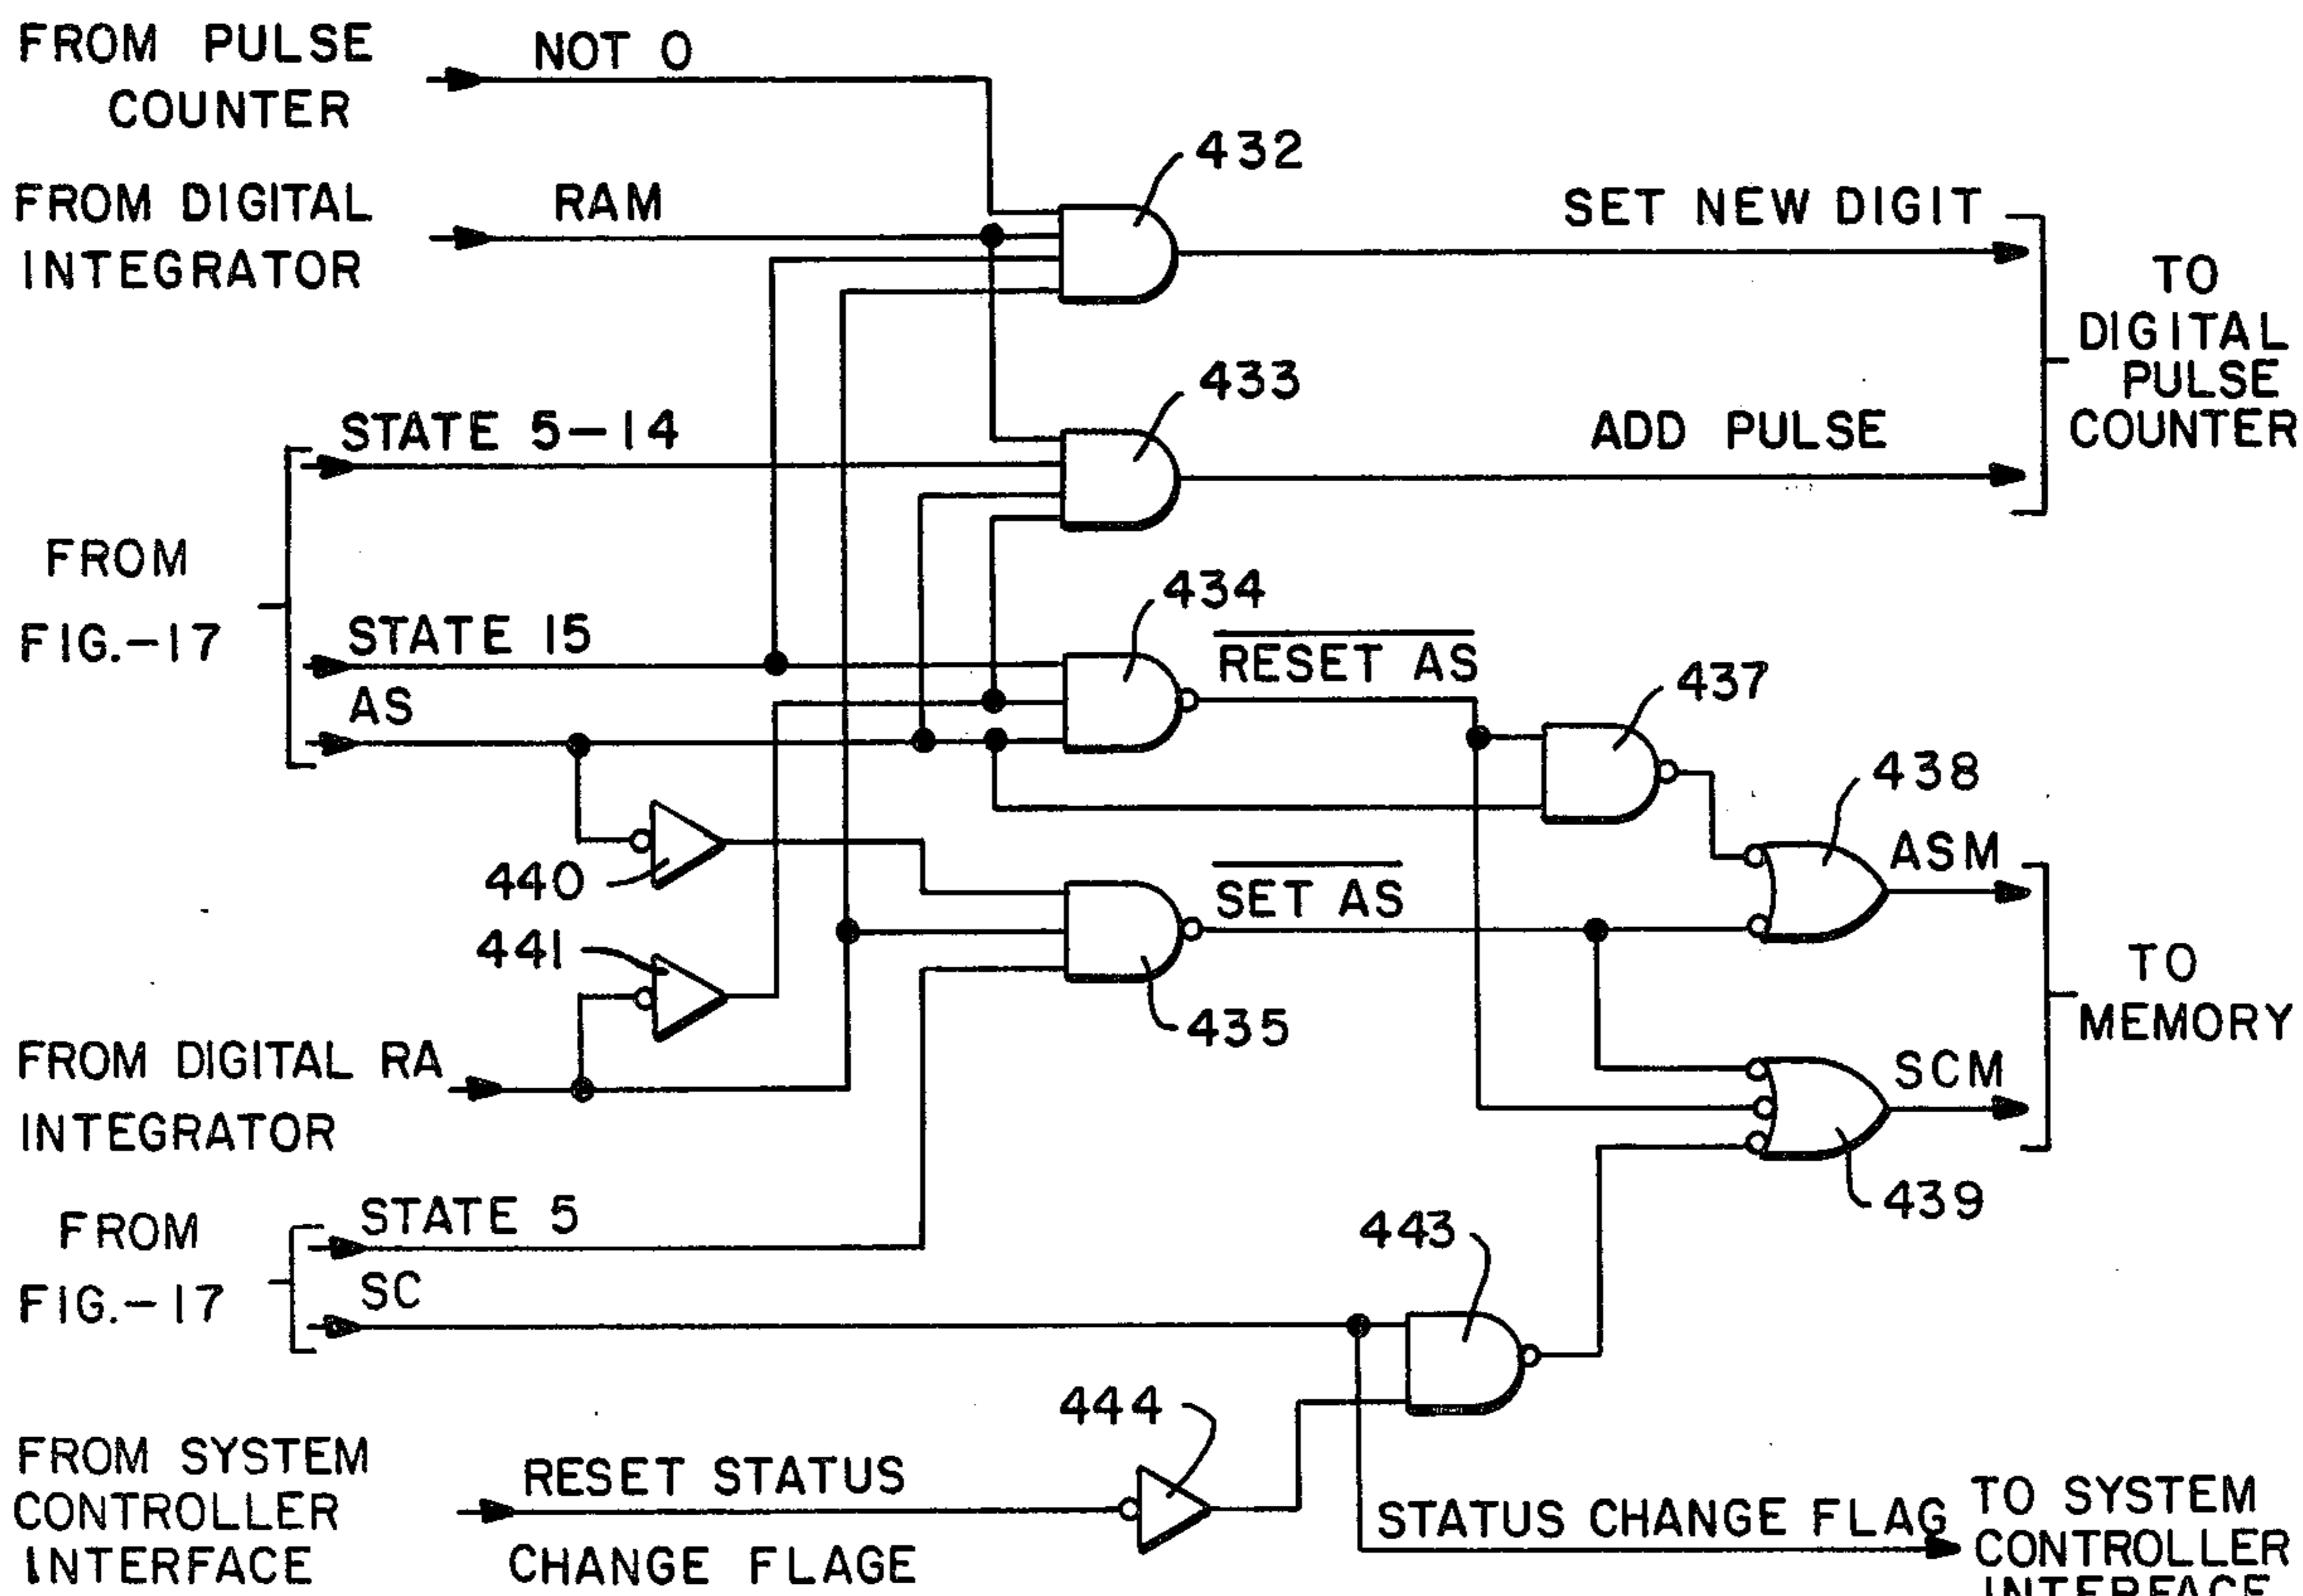 FROM PULSE
COUNTER
NOT 0
432
FROM DIGITAL
INTEGRATOR
RAM
SET NEW DIGIT
TO
DIGITAL
PULSE
COUNTER
433
STATE 5-14
ADD PULSE
FROM
FIG.-17
434
STATE 15
RESET AS
AS
437
438
ASM
440
SET AS
441
435
TO
MEMORY
FROM DIGITAL RA
INTEGRATOR
SCM
439
FROM
FIG.-17
STATE 5
SC
443
444
FROM SYSTEM
CONTROLLER
INTERFACE
RESET STATUS
CHANGE FLAGE
STATUS CHANGE FLAG
TO SYSTEM
CONTROLLER
INTERFACE